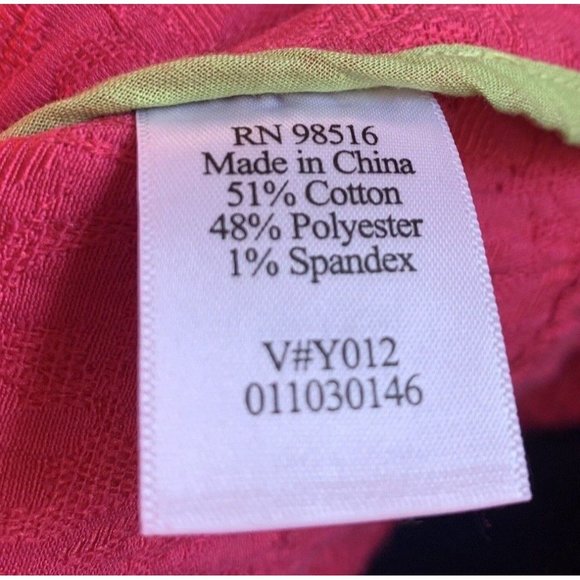 RN 98516
Made in China
51% Cotton
48% Polyester
1% Spandex
V#Y012
011030146